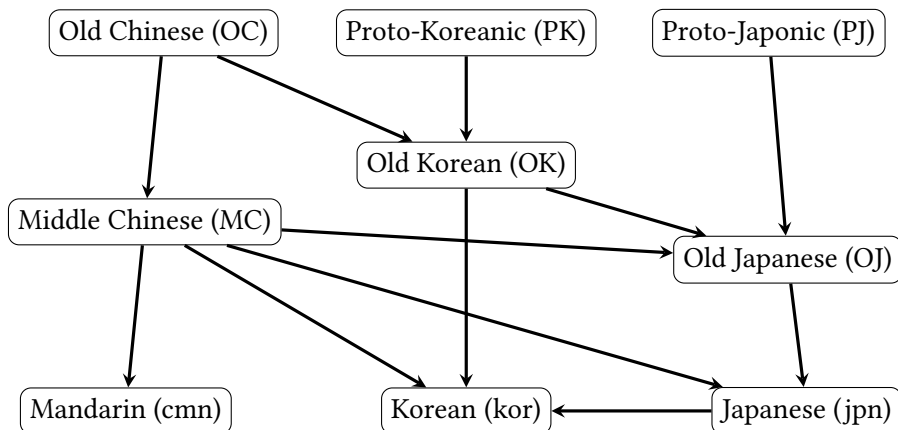 Old Chinese (OC)
Proto-Koreanic (PK)
Proto-Japonic (PJ)
Old Korean (OK)
Middle Chinese (MC)
Old Japanese (OJ)
Mandarin (cmn)
Korean (kor)
Japanese (jpn)